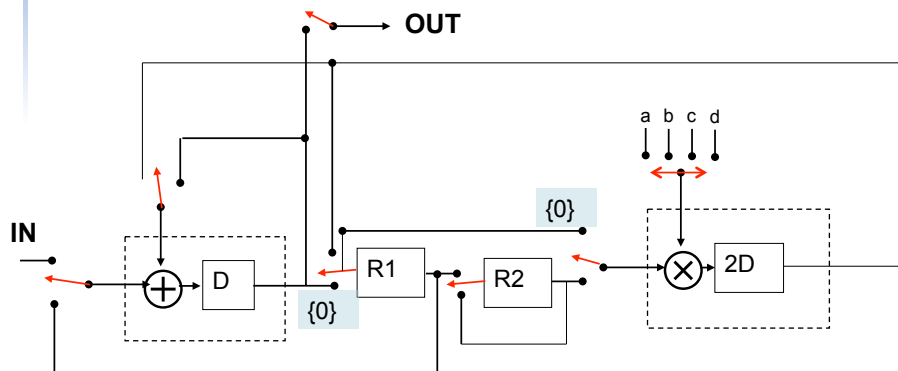 OUT
a b c d
{0}
IN
D
R1
R2
2D
{0}